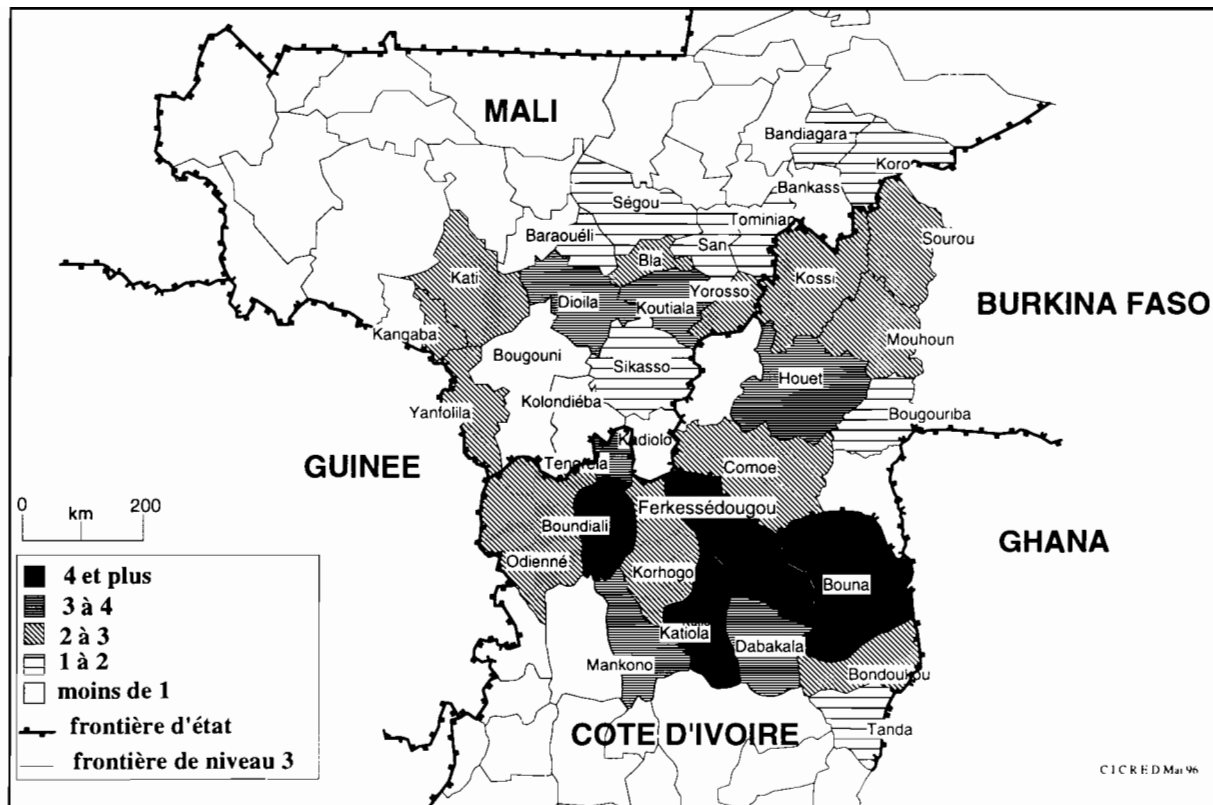 MALI
Bandiagara
Koro
Bankass
Ségou
Tominian
Baraouéli
San
Sourou
Bla
Kati
Kossi
Yorosso
Dioila
Koutiala
BURKINA FASO
Kangaba
Mouhoun
Bougouni
Sikasso
Houet
Yanfolila
Kolondiéba
Bougouriba
Kadiolo
GUINEE
Tengrela
Comoe
0 200
km
Ferkessédougou
Boundiali
GHANA
Odienné
Korhogo
Bouna
4 et plus
3 à 4
2 à 3
1 à 2
moins de 1
frontière d'état
frontière de niveau 3
Katiola
Dabakala
Mankono
Bondoukou
COTE D'IVOIRE
Tanda
CICRED Mai 96